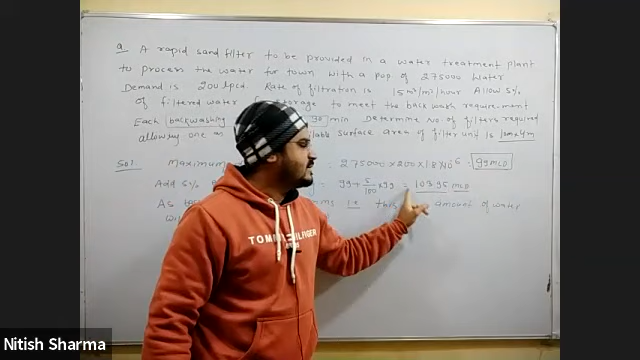 Q. A rapid sand filter to be provided in a water treatment plant
to process the water for town with a pop. of 275000 Water
Demand is 200 lpcd. Rate of filtration is 15 m³/m²/hour Allow 5%
of filtered water for storage to meet the back wash requirement
Each backwashing 30 min Determine No of filters required
allowing one surface area of filter unit is 10m×4m
Sol: Maximum 275000×200×1.8×10⁻⁶ : 99MLD
Add 5% 99 + 5/100 × 99 = 103.95 MLD
As i.e this amount of water
TOMMY HILFIGER
Nitish Sharma